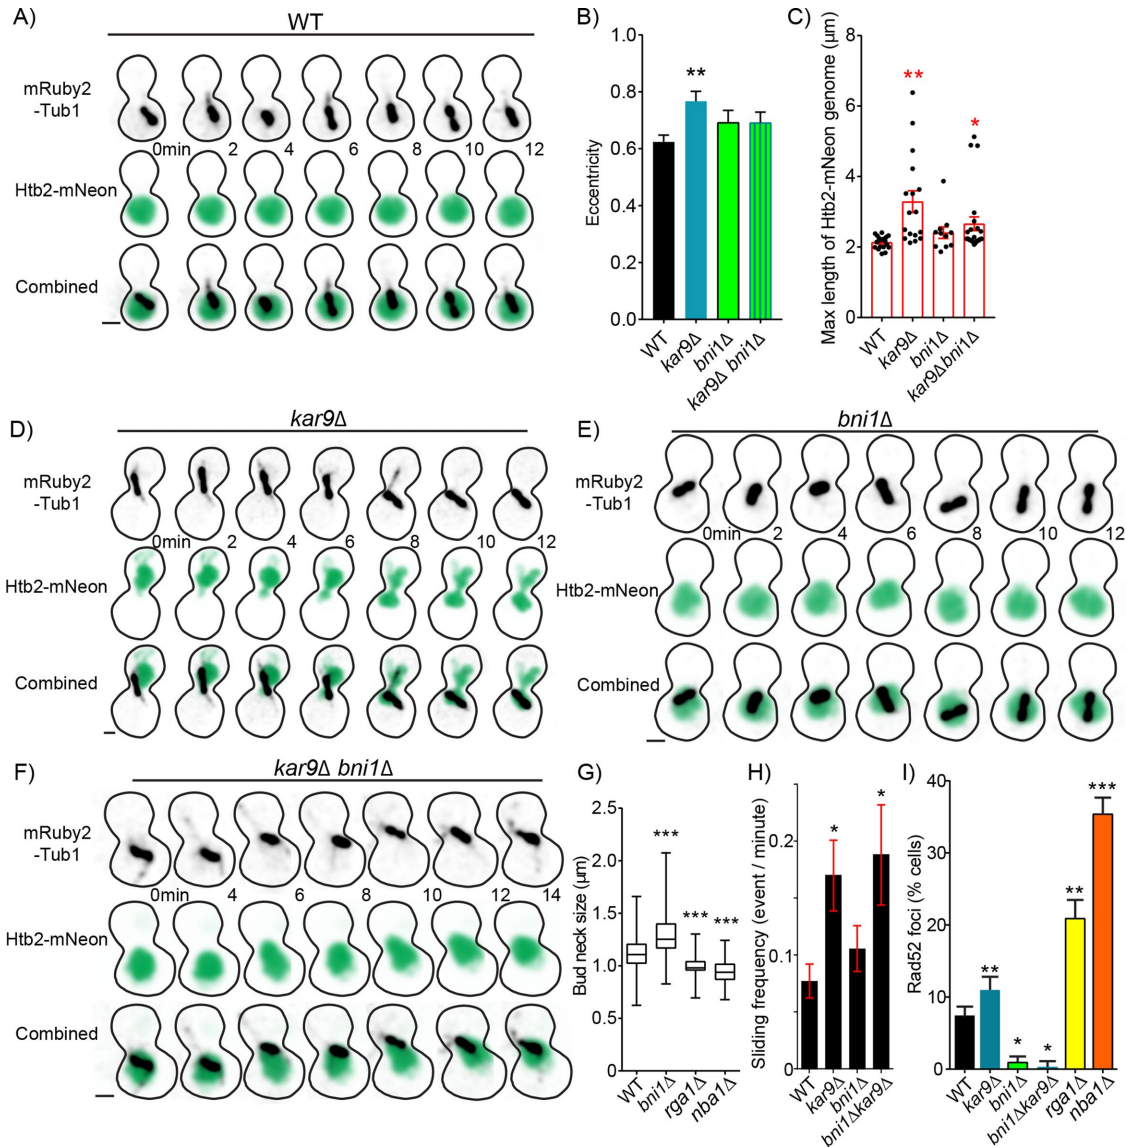 A)
WT
mRuby2
-Tub1
0min 2 4 6 8 10 12
Htb2-mNeon
Combined
B)
Eccentricity
1.0
0.8
0.6
0.4
0.2
0.0
**
WT
kar9Δ
bni1Δ
kar9Δ bni1Δ
C)
Max length of Htb2-mNeon genome (µm)
8
6
4
2
0
**
*
WT
kar9Δ
bni1Δ
kar9Δbni1Δ
D)
kar9Δ
mRuby2
-Tub1
0min 2 4 6 8 10 12
Htb2-mNeon
Combined
E)
bni1Δ
mRuby2
-Tub1
0min 2 4 6 8 10 12
Htb2-mNeon
Combined
F)
kar9Δ bni1Δ
mRuby2
-Tub1
0min 4 6 8 10 12 14
Htb2-mNeon
Combined
G)
Bud neck size (µm)
2.5
2.0
1.5
1.0
0.5
0
***
***
***
WT
bni1Δ
rga1Δ
nba1Δ
H)
Sliding frequency (event / minute)
0.2
0.1
0
*
*
WT
kar9Δ
bni1Δ
bni1Δkar9Δ
I)
Rad52 foci (% cells)
40
30
20
10
0
**
*
*
**
***
WT
kar9Δ
bni1Δ
bni1Δkar9Δ
rga1Δ
nba1Δ